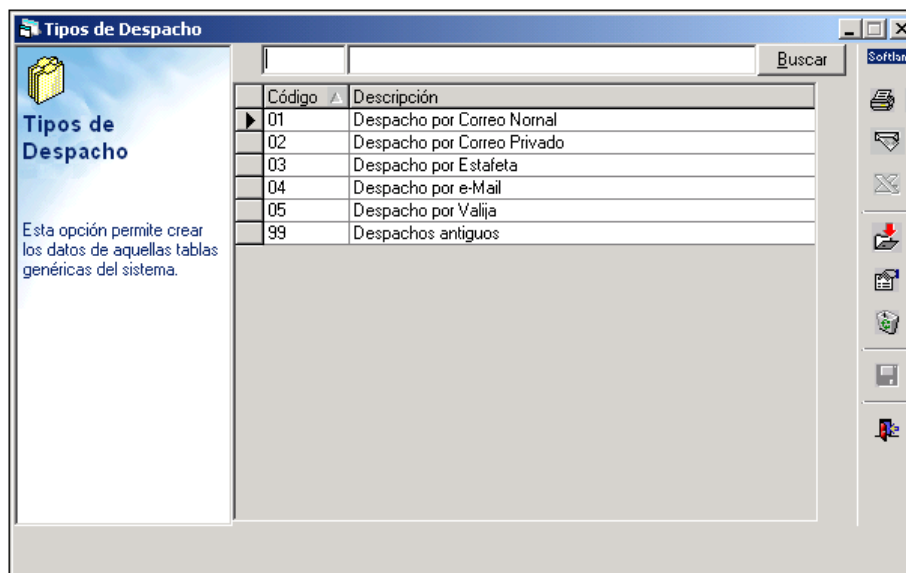 Tipos de Despacho
Buscar
Softlan
Tipos de
Despacho
Esta opción permite crear
los datos de aquellas tablas
genéricas del sistema.
Código Descripción
01 Despacho por Correo Nornal
02 Despacho por Correo Privado
03 Despacho por Estafeta
04 Despacho por e-Mail
05 Despacho por Valija
99 Despachos antiguos